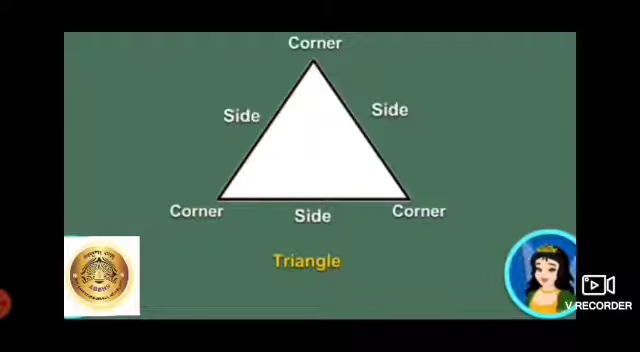 Corner
Side
Side
Corner
Side
Corner
Triangle
V RECORDER